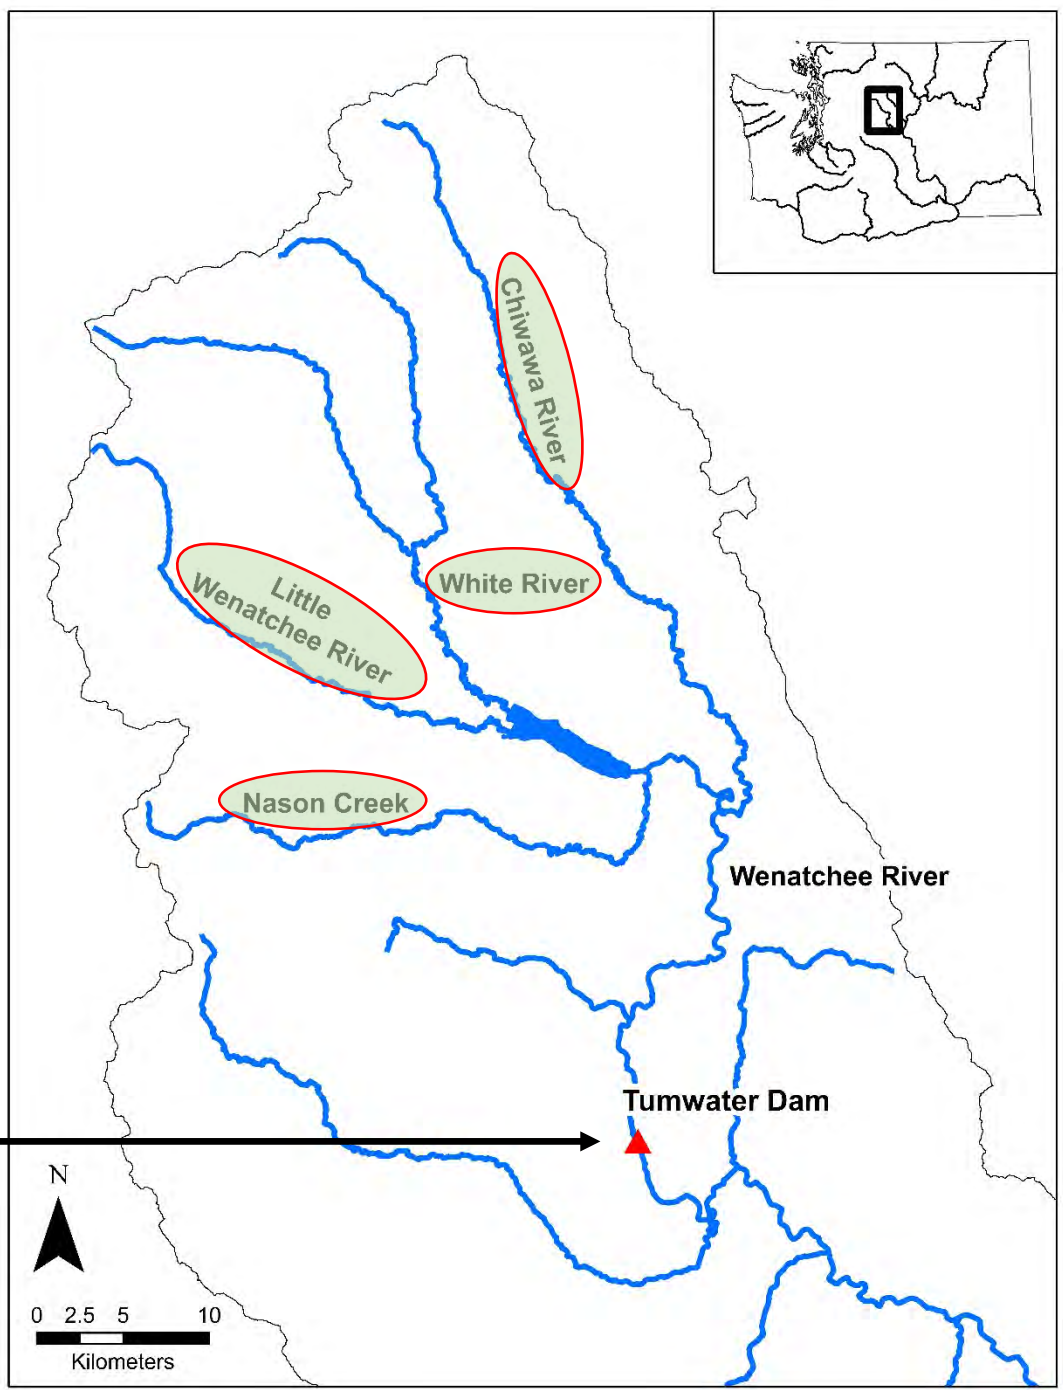 Chiwawa River
White River
Little
Wenatchee River
Nason Creek
Wenatchee River
Tumwater Dam
N
0 2.5 5 10
Kilometers